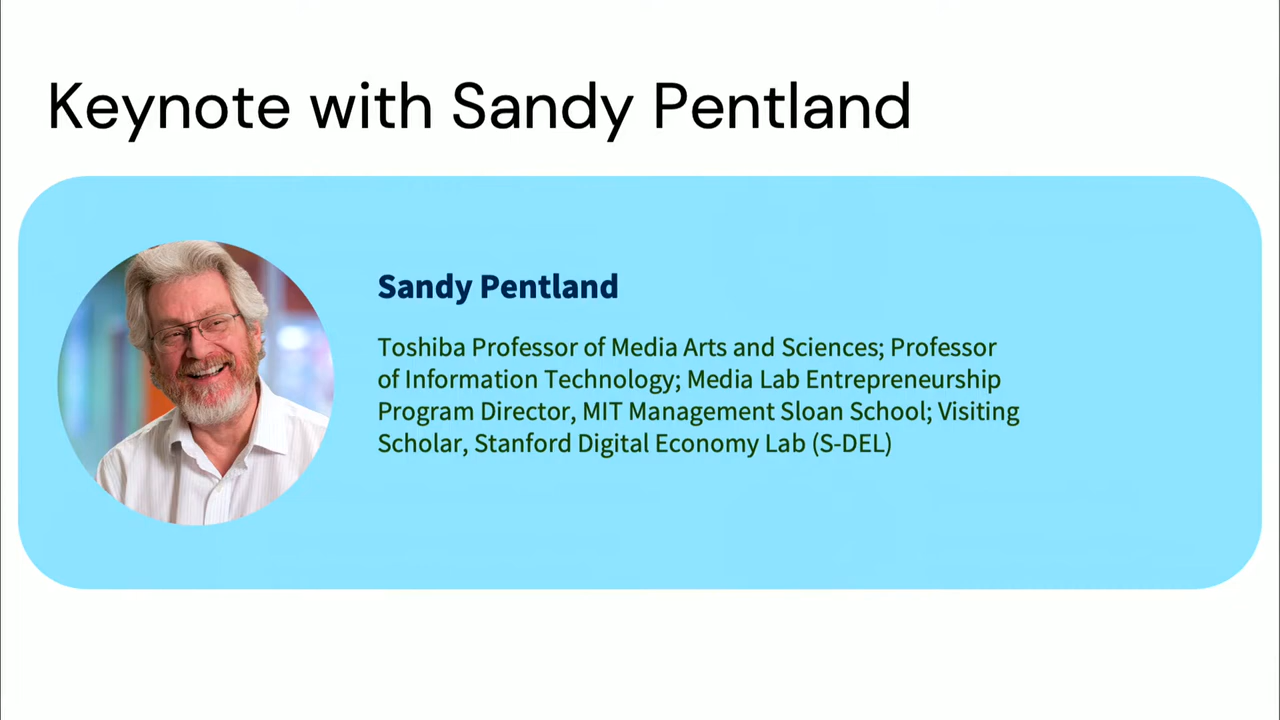 Keynote with Sandy Pentland
Sandy Pentland
Toshiba Professor of Media Arts and Sciences; Professor
of Information Technology; Media Lab Entrepreneurship
Program Director, MIT Management Sloan School; Visiting
Scholar, Stanford Digital Economy Lab (S-DEL)